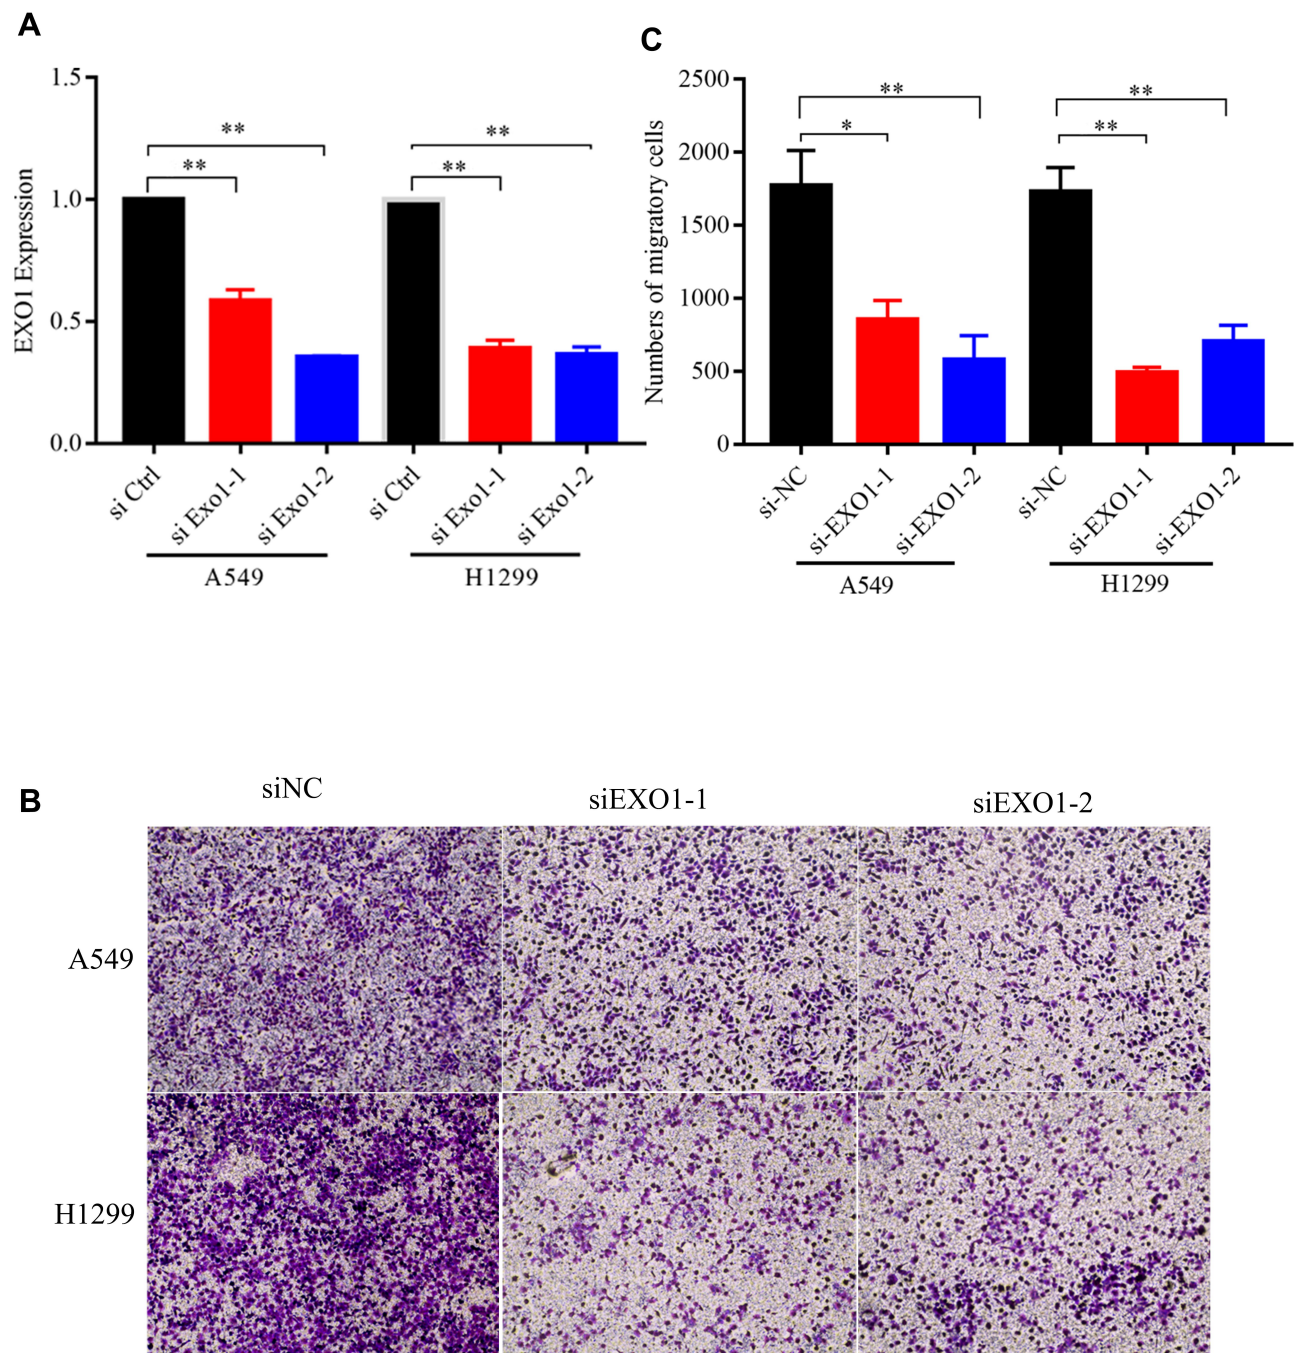 A
1.5
1.0
0.5
0.0
EXO1 Expression
**
**
**
**
si Ctrl
si Exo1-1
si Exo1-2
si Ctrl
si Exo1-1
si Exo1-2
A549
H1299
C
2500
2000
1500
1000
500
0
Numbers of migratory cells
**
*
**
**
si-NC
si-EXO1-1
si-EXO1-2
si-NC
si-EXO1-1
si-EXO1-2
A549
H1299
B
siNC
siEXO1-1
siEXO1-2
A549
H1299